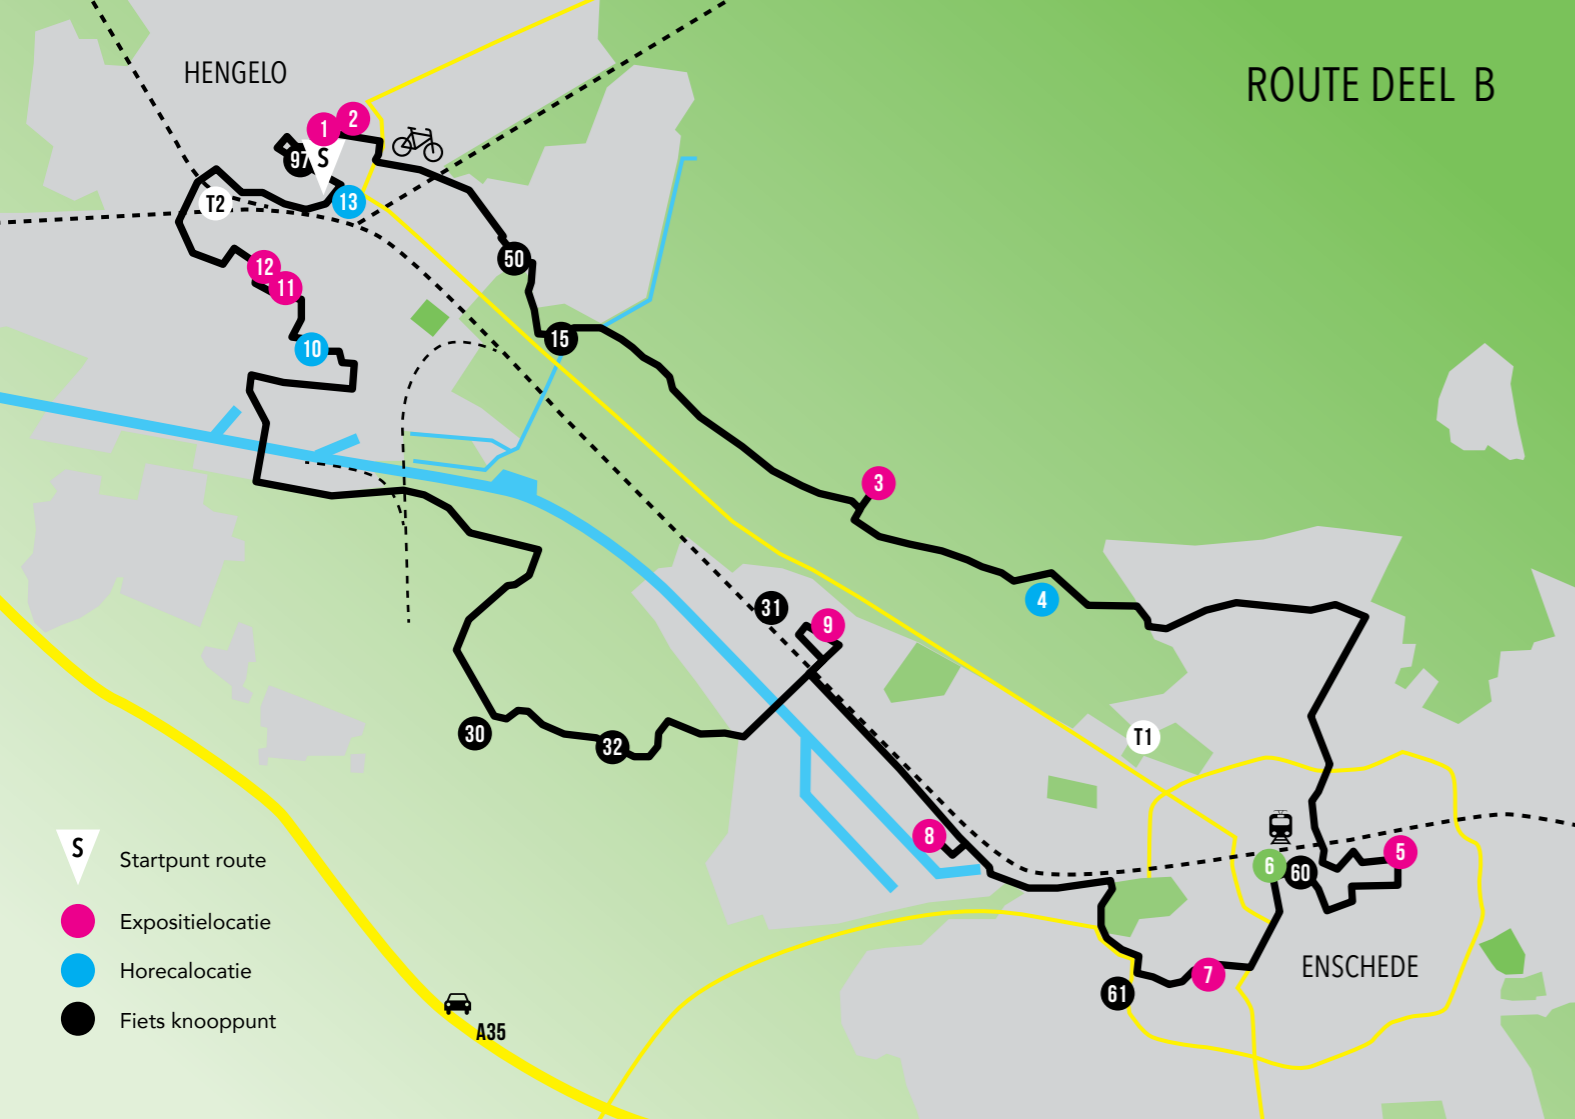 HENGELO
ROUTE DEEL B
1
2
97
S
T2
13
50
12
11
15
10
3
4
31
9
30
32
T1
8
6
60
5
7
ENSCHEDE
61
S
Startpunt route
Expositielocatie
Horecalocatie
Fiets knooppunt
A35